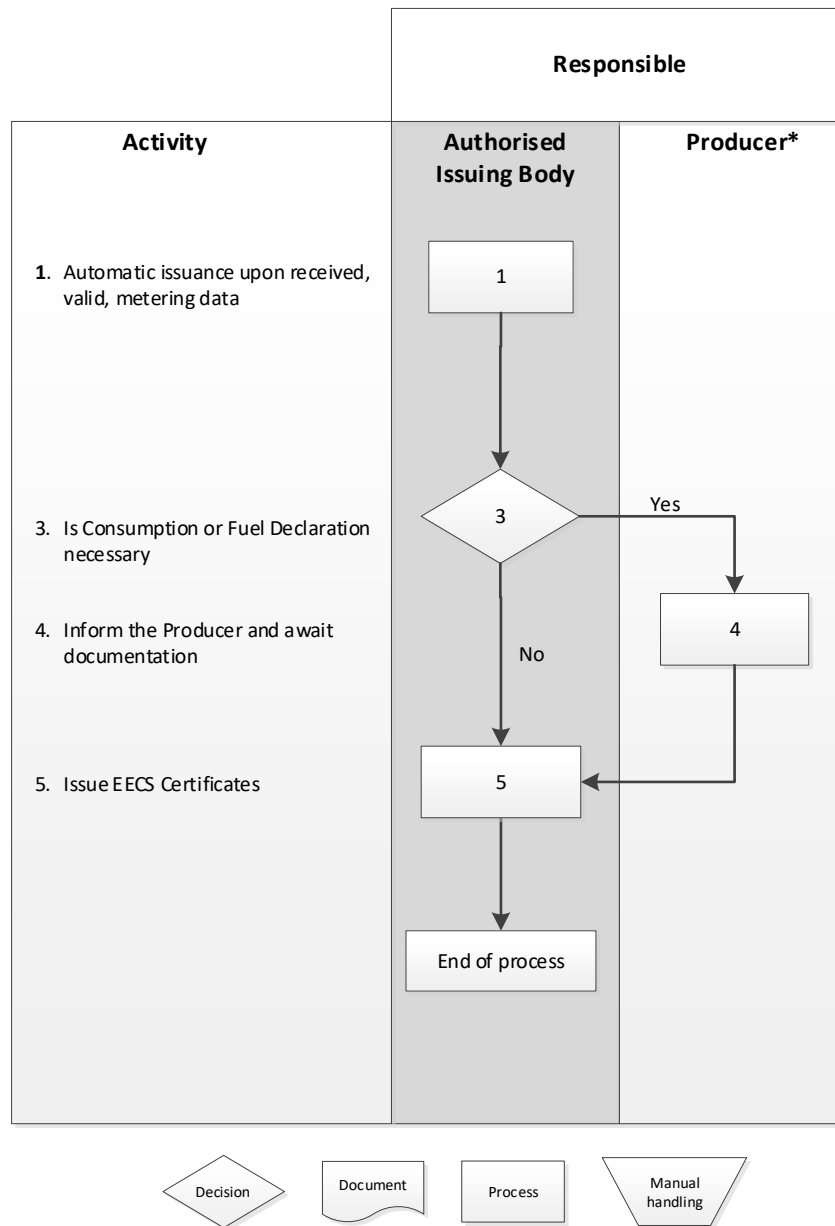 Responsible
Activity
Authorised
Issuing Body
Producer*
1. Automatic issuance upon received,
valid, metering data
1
3. Is Consumption or Fuel Declaration
necessary
3
Yes
4. Inform the Producer and await
documentation
4
No
5. Issue EECS Certificates
5
End of process
Decision
Document
Process
Manual
handling